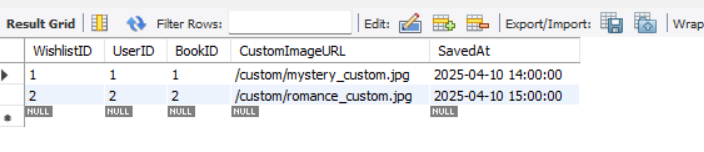 Result Grid Filter Rows: Edit: Export/Import: Wrap
WishlistID UserID BookID CustomImageURL SavedAt
1 1 1 /custom/mystery_custom.jpg 2025-04-10 14:00:00
2 2 2 /custom/romance_custom.jpg 2025-04-10 15:00:00
NULL NULL NULL NULL NULL